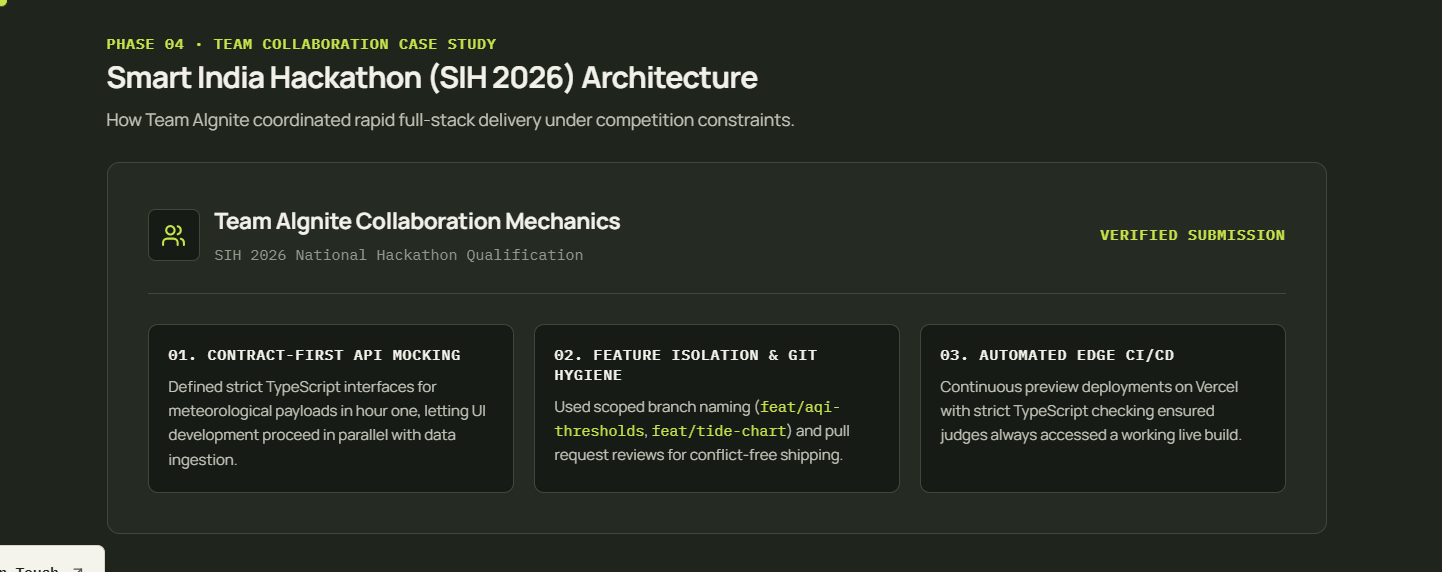 PHASE 04 · TEAM COLLABORATION CASE STUDY
Smart India Hackathon (SIH 2026) Architecture
How Team AIgnite coordinated rapid full-stack delivery under competition constraints.
Team AIgnite Collaboration Mechanics
SIH 2026 National Hackathon Qualification
VERIFIED SUBMISSION
01. CONTRACT-FIRST API MOCKING
Defined strict TypeScript interfaces for
meteorological payloads in hour one, letting UI
development proceed in parallel with data
ingestion.
02. FEATURE ISOLATION & GIT
HYGIENE
Used scoped branch naming (feat/aqi-
thresholds, feat/tide-chart) and pull
request reviews for conflict-free shipping.
03. AUTOMATED EDGE CI/CD
Continuous preview deployments on Vercel
with strict TypeScript checking ensured
judges always accessed a working live build.
Touch ↗